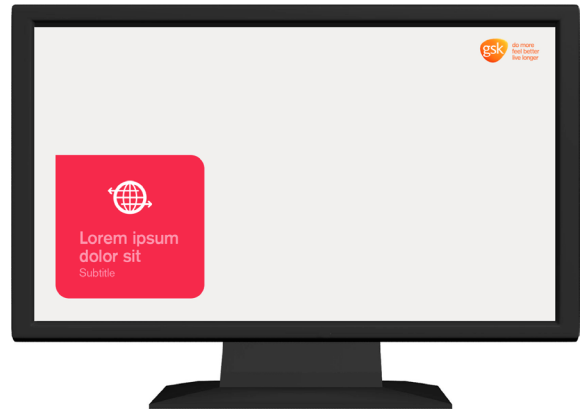 gsk
do more
feel better
live longer
Lorem ipsum
dolor sit
Subtitle